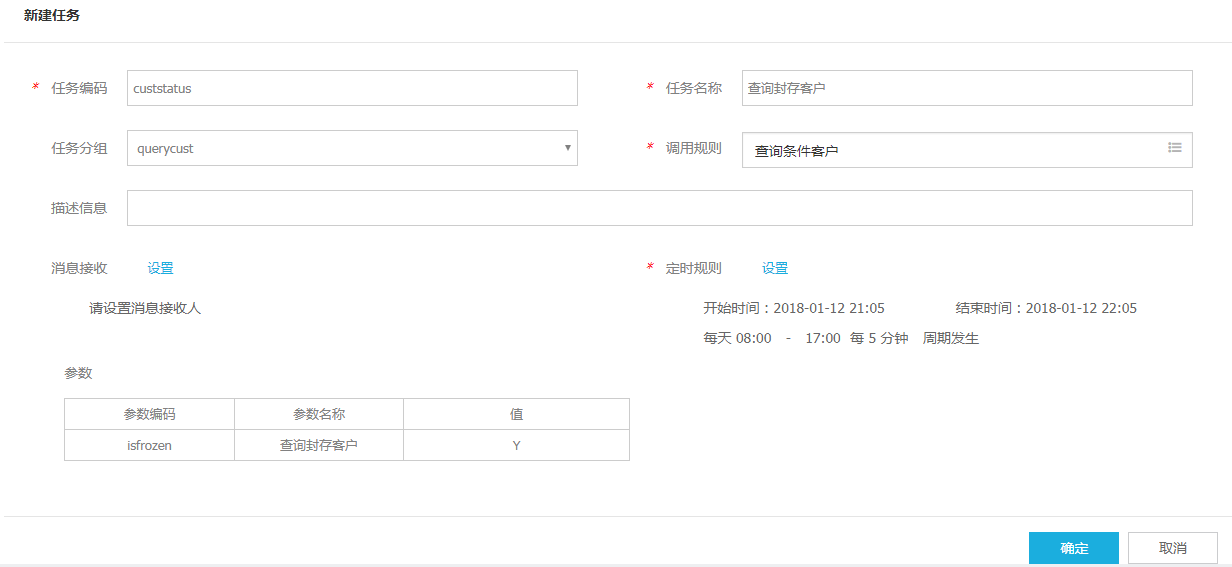 新建任务
* 任务编码 custstatus * 任务名称 查询封存客户
任务分组 querycust * 调用规则 查询条件客户
描述信息
消息接收 设置 * 定时规则 设置
请设置消息接收人 开始时间：2018-01-12 21:05 结束时间：2018-01-12 22:05
每天 08:00 - 17:00 每 5 分钟 周期发生
参数
参数编码 参数名称 值
isfrozen 查询封存客户 Y
确定 取消